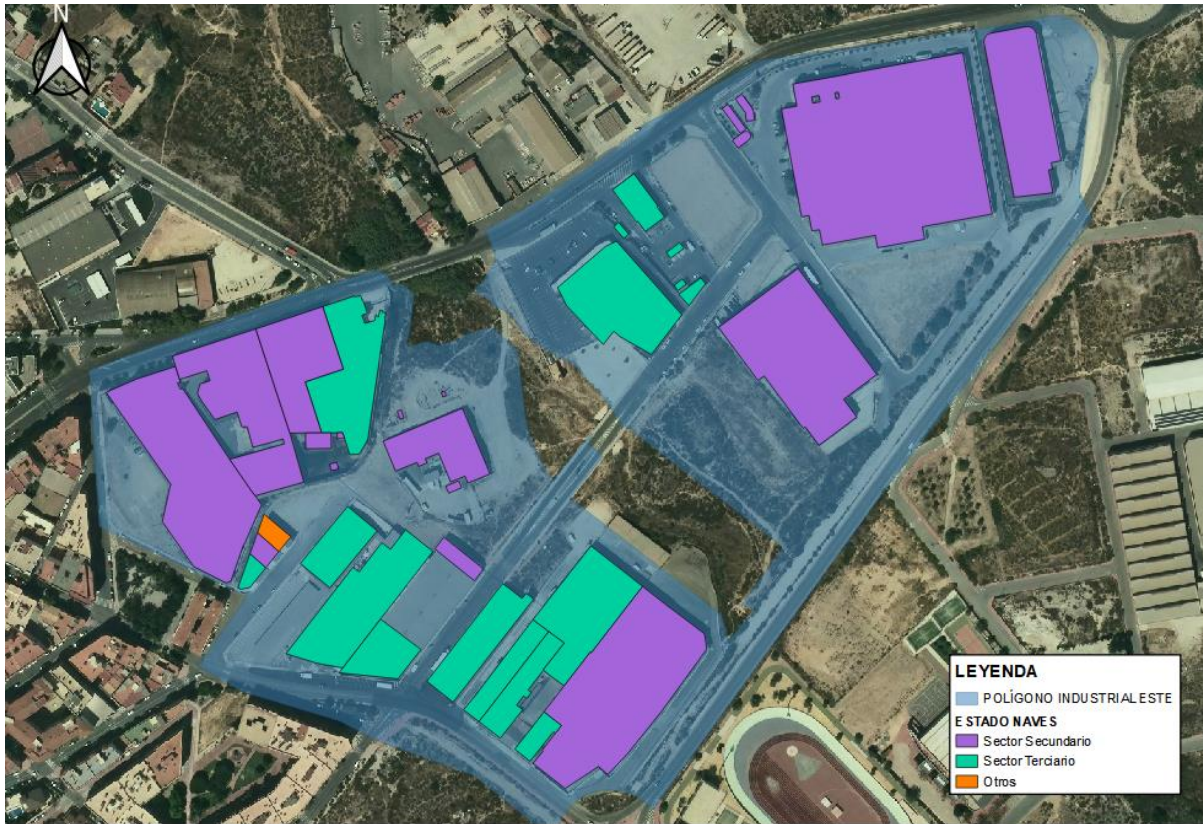 N
LEYENDA
POLÍGONO INDUSTRIAL ESTE
ESTADO NAVES
Sector Secundario
Sector Terciario
Otros